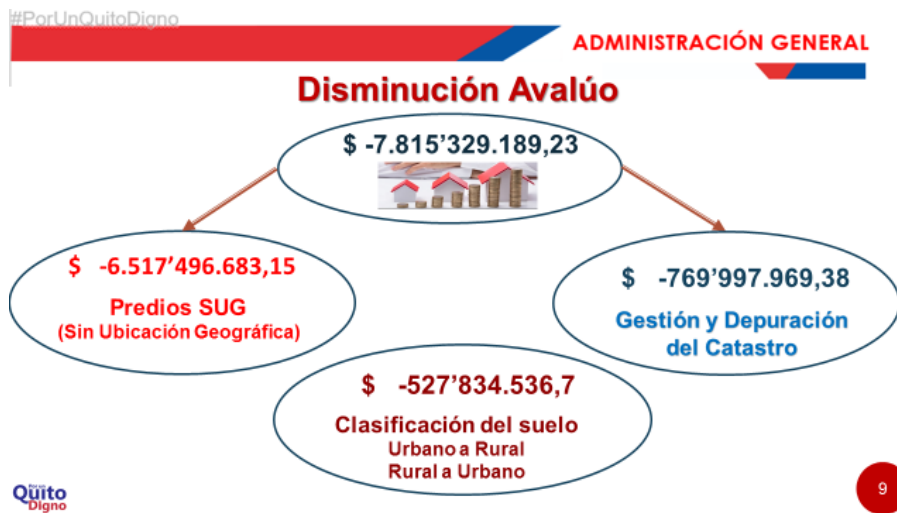 #PorUnQuitoDigno
ADMINISTRACIÓN GENERAL
Disminución Avalúo
$ -7.815’329.189,23
$ -6.517’496.683,15
Predios SUG
(Sin Ubicación Geográfica)
$ -769’997.969,38
Gestión y Depuración
del Catastro
$ -527’834.536,7
Clasificación del suelo
Urbano a Rural
Rural a Urbano
Por un
Quito
Digno
9